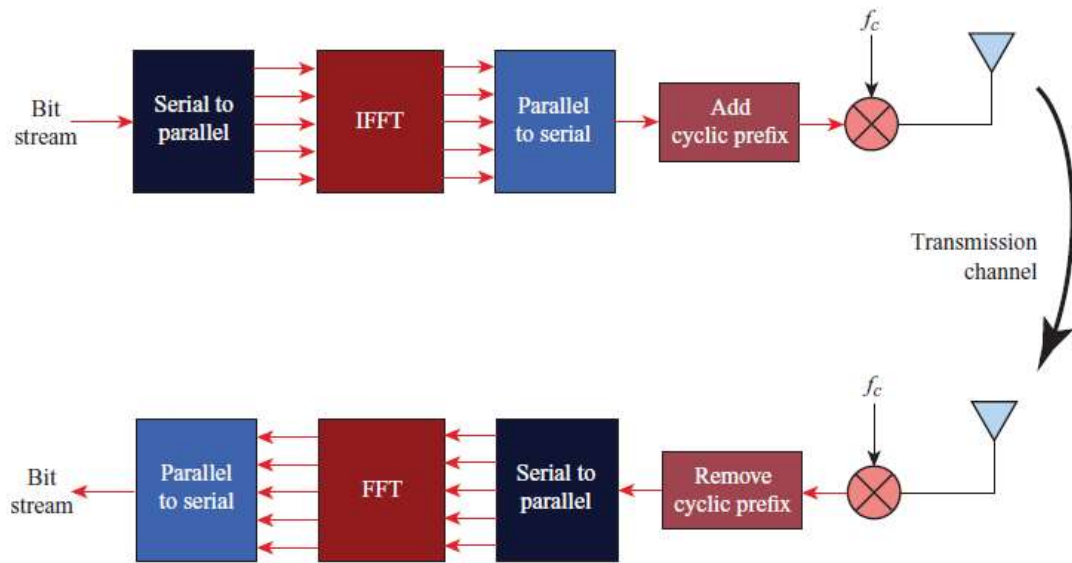 f_c
Bit
stream
Serial to
parallel
IFFT
Parallel
to serial
Add
cyclic prefix
Transmission
channel
f_c
Bit
stream
Parallel
to serial
FFT
Serial to
parallel
Remove
cyclic prefix